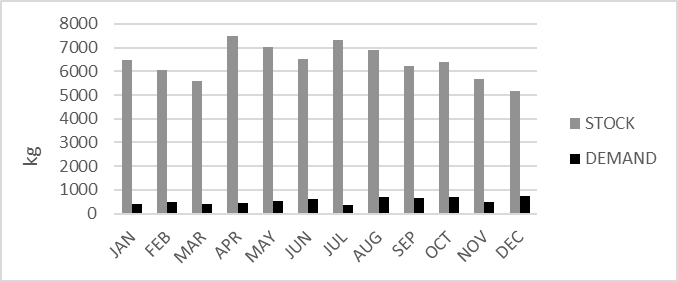 8000
7000
6000
5000
4000
3000
2000
1000
0
kg
JAN
FEB
MAR
APR
MAY
JUN
JUL
AUG
SEP
OCT
NOV
DEC
STOCK
DEMAND